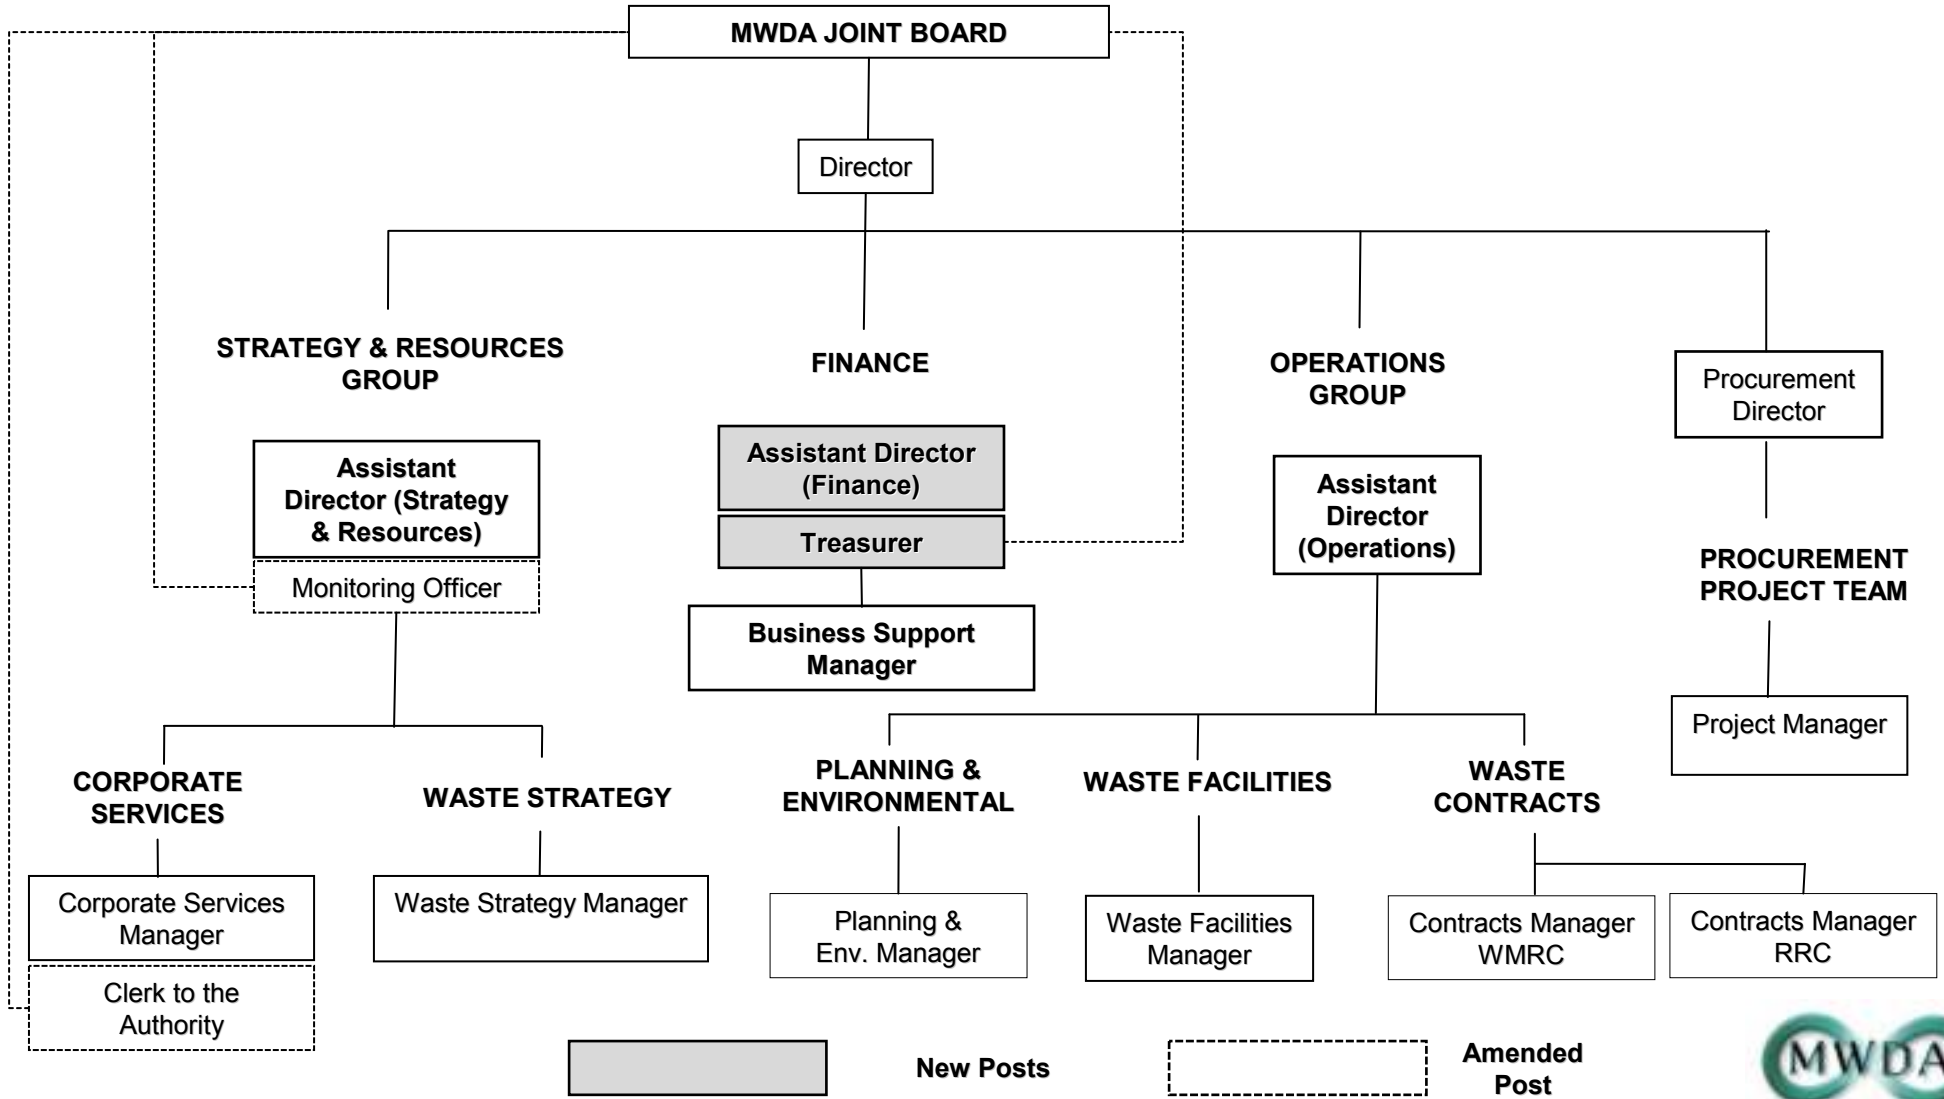 MWDA JOINT BOARD
Director
STRATEGY & RESOURCES
GROUP
FINANCE
OPERATIONS
GROUP
Procurement
Director
Assistant
Director (Strategy
& Resources)
Monitoring Officer
Assistant Director
(Finance)
Treasurer
Business Support
Manager
Assistant
Director
(Operations)
PROCUREMENT
PROJECT TEAM
Project Manager
CORPORATE
SERVICES
WASTE STRATEGY
PLANNING &
ENVIRONMENTAL
WASTE FACILITIES
WASTE
CONTRACTS
Corporate Services
Manager
Clerk to the
Authority
Waste Strategy Manager
Planning &
Env. Manager
Waste Facilities
Manager
Contracts Manager
WMRC
Contracts Manager
RRC
New Posts
Amended
Post
MWDA